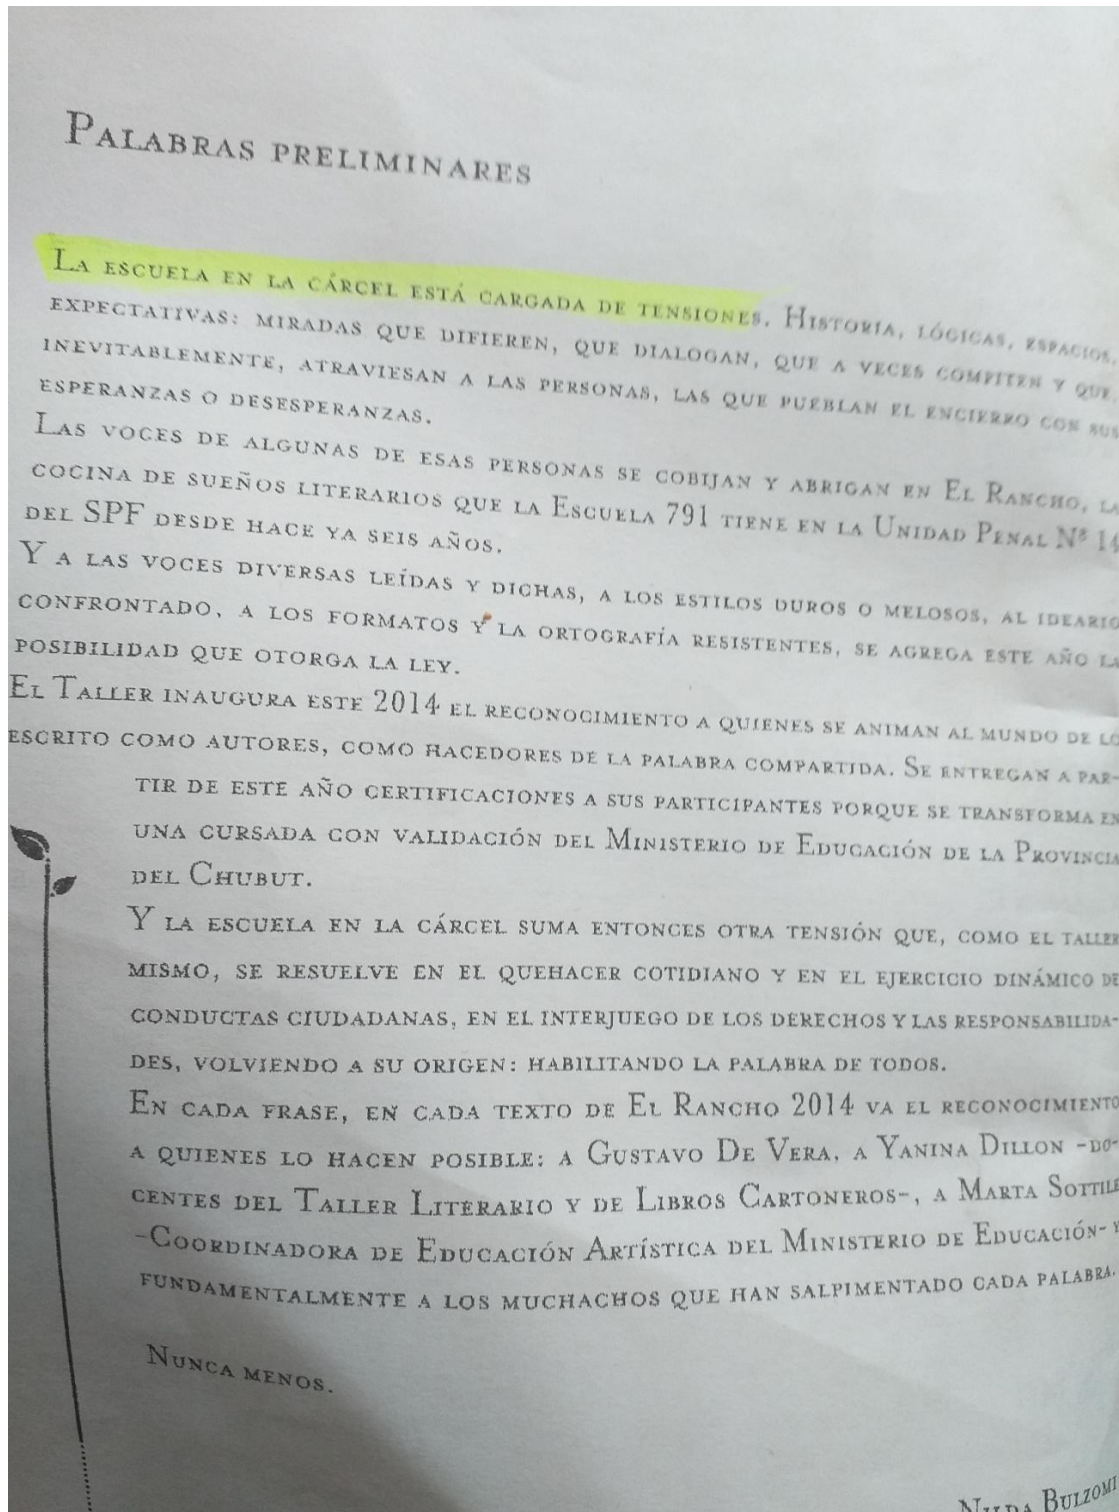 Palabras preliminares
La escuela en la cárcel está cargada de tensiones. Historia, lógicas, espacios,
expectativas: miradas que difieren, que dialogan, que a veces compiten y que,
inevitablemente, atraviesan a las personas, las que pueblan el encierro con sus
esperanzas o desesperanzas.
Las voces de algunas de esas personas se cobijan y abrigan en El Rancho, la
cocina de sueños literarios que la Escuela 791 tiene en la Unidad Penal Nº 14
del SPF desde hace ya seis años.
Y a las voces diversas leídas y dichas, a los estilos duros o melosos, al ideario
confrontado, a los formatos y la ortografía resistentes, se agrega este año la
posibilidad que otorga la ley.
El Taller inaugura este 2014 el reconocimiento a quienes se animan al mundo de lo
escrito como autores, como hacedores de la palabra compartida. Se entregan a par-
tir de este año certificaciones a sus participantes porque se transforma en
una cursada con validación del Ministerio de Educación de la Provincia
del Chubut.
Y la escuela en la cárcel suma entonces otra tensión que, como el taller
mismo, se resuelve en el quehacer cotidiano y en el ejercicio dinámico de
conductas ciudadanas, en el interjuego de los derechos y las responsabilida-
des, volviendo a su origen: habilitando la palabra de todos.
En cada frase, en cada texto de El Rancho 2014 va el reconocimiento
a quienes lo hacen posible: a Gustavo De Vera, a Yanina Dillon -do-
centes del Taller Literario y de Libros Cartoneros-, a Marta Sottile
-Coordinadora de Educación Artística del Ministerio de Educación- y
fundamentalmente a los muchachos que han salpimentado cada palabra.
Nunca menos.
Nilda Bulzomi